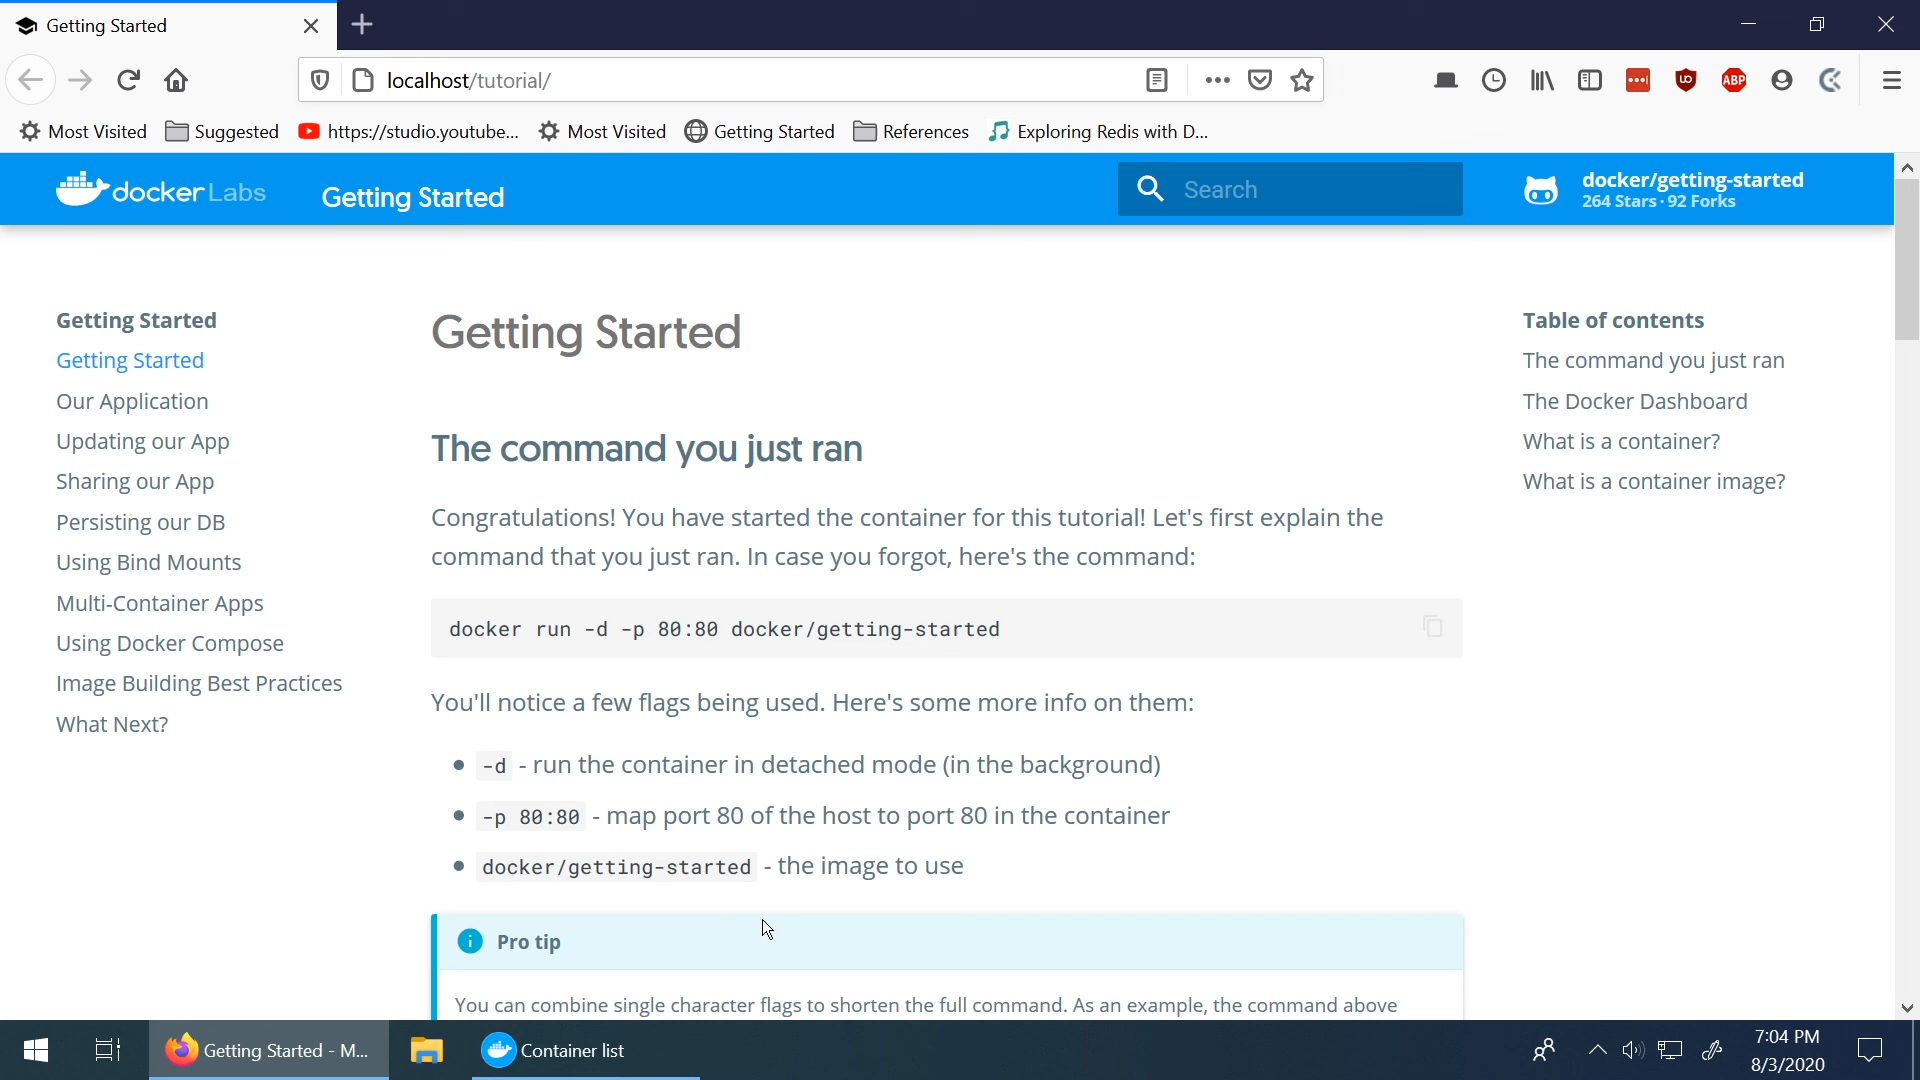 Getting Started
localhost/tutorial/
ABP
Most Visited
Suggested
https://studio.youtube...
Most Visited
Getting Started
References
Exploring Redis with D...
docker Labs
Getting Started
Search
docker/getting-started
264 Stars · 92 Forks
Getting Started
Getting Started
Our Application
Updating our App
Sharing our App
Persisting our DB
Using Bind Mounts
Multi-Container Apps
Using Docker Compose
Image Building Best Practices
What Next?
Getting Started
The command you just ran
Congratulations! You have started the container for this tutorial! Let's first explain the
command that you just ran. In case you forgot, here's the command:
docker run -d -p 80:80 docker/getting-started
You'll notice a few flags being used. Here's some more info on them:
-d - run the container in detached mode (in the background)
-p 80:80 - map port 80 of the host to port 80 in the container
docker/getting-started - the image to use
Pro tip
You can combine single character flags to shorten the full command. As an example, the command above
Table of contents
The command you just ran
The Docker Dashboard
What is a container?
What is a container image?
Getting Started - M...
Container list
7:04 PM
8/3/2020